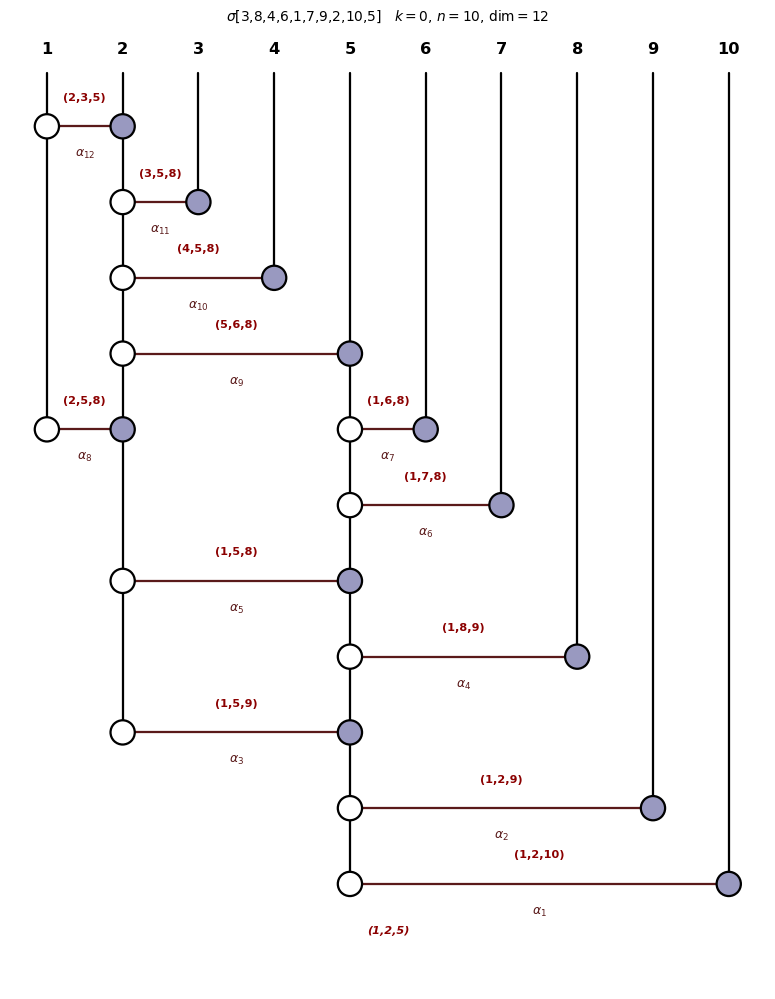 σ[3,8,4,6,1,7,9,2,10,5]   k=0, n=10, dim=12
1 2 3 4 5 6 7 8 9 10
(2,3,5)
α12
(3,5,8)
α11
(4,5,8)
α10
(5,6,8)
α9
(2,5,8) (1,6,8)
α8 α7
(1,7,8)
α6
(1,5,8)
α5
(1,8,9)
α4
(1,5,9)
α3
(1,2,9)
α2
(1,2,10)
α1
(1,2,5)